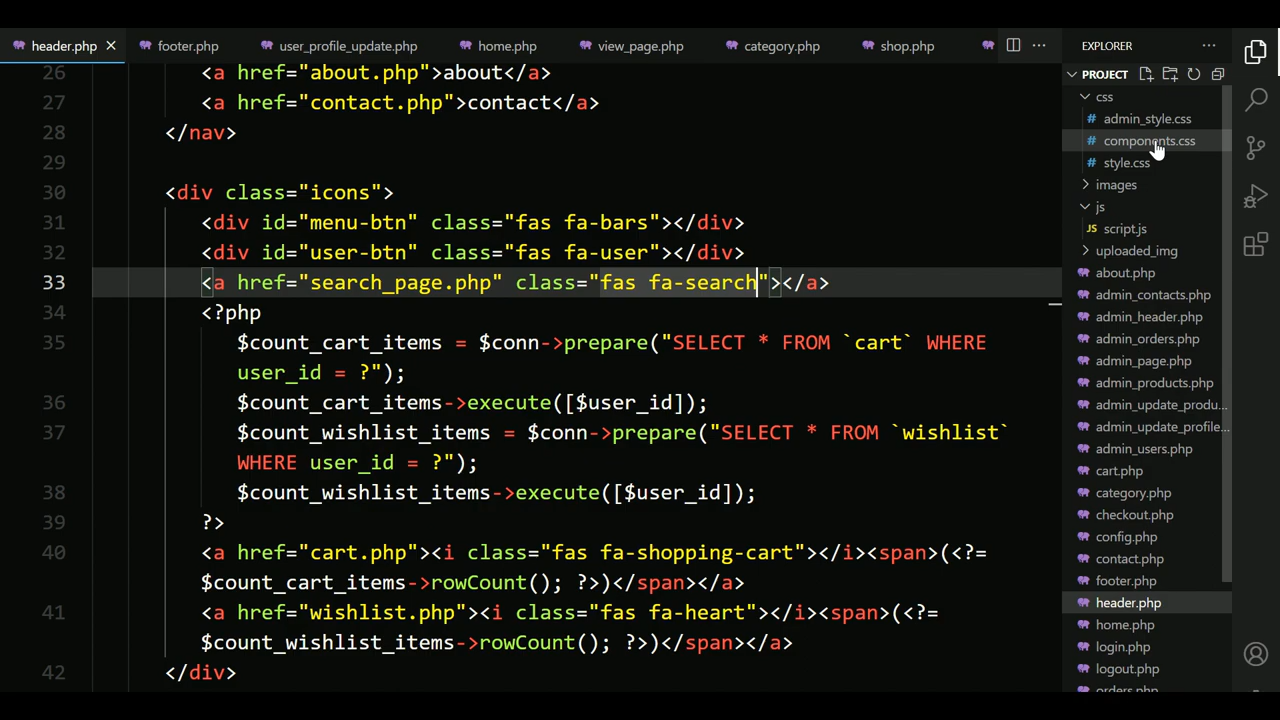 header.php
footer.php
user_profile_update.php
home.php
view_page.php
category.php
shop.php
26 <a href="about.php">about</a>
27 <a href="contact.php">contact</a>
28 </nav>
29
30 <div class="icons">
31 <div id="menu-btn" class="fas fa-bars"></div>
32 <div id="user-btn" class="fas fa-user"></div>
33 <a href="search_page.php" class="fas fa-search"></a>
34 <?php
35 $count_cart_items = $conn->prepare("SELECT * FROM `cart` WHERE
user_id = ?");
36 $count_cart_items->execute([$user_id]);
37 $count_wishlist_items = $conn->prepare("SELECT * FROM `wishlist`
WHERE user_id = ?");
38 $count_wishlist_items->execute([$user_id]);
39 ?>
40 <a href="cart.php"><i class="fas fa-shopping-cart"></i><span>(<?=
$count_cart_items->rowCount(); ?>)</span></a>
41 <a href="wishlist.php"><i class="fas fa-heart"></i><span>(<?=
$count_wishlist_items->rowCount(); ?>)</span></a>
42 </div>
EXPLORER
PROJECT
css
# admin_style.css
# components.css
# style.css
images
js
JS script.js
uploaded_img
about.php
admin_contacts.php
admin_header.php
admin_orders.php
admin_page.php
admin_products.php
admin_update_produ...
admin_update_profile...
admin_users.php
cart.php
category.php
checkout.php
config.php
contact.php
footer.php
header.php
home.php
login.php
logout.php
orders.php